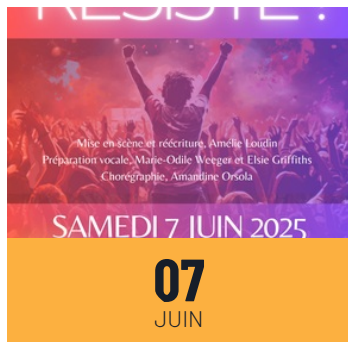 RÉSISTE !
Mise en scène et réécriture, Amélie Loudin
Préparation vocale, Marie-Odile Weeger et Elsie Griffiths
Chorégraphie, Amandine Orsola
SAMEDI 7 JUIN 2025
07
JUIN